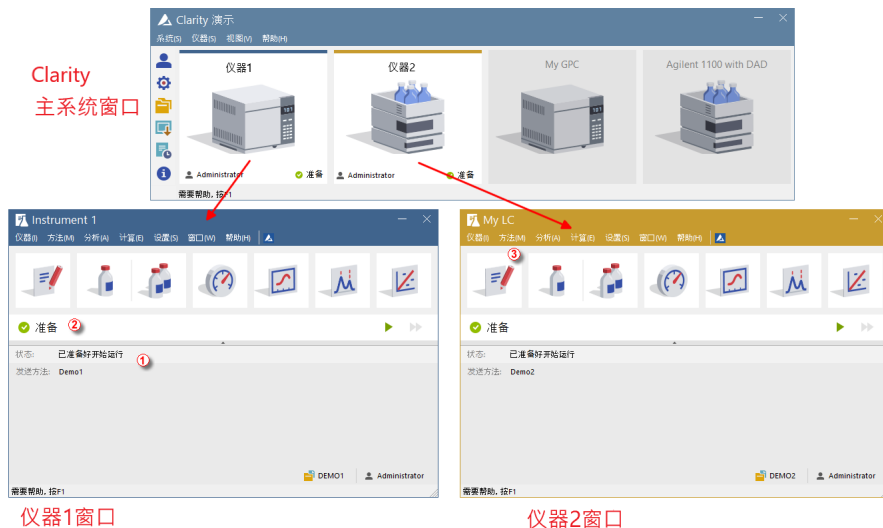 Clarity 演示
系统(S) 仪器(S) 视图(V) 帮助(H)
Clarity
主系统窗口
仪器1
仪器2
My GPC
Agilent 1100 with DAD
Administrator 准备
Administrator 准备
需要帮助, 按F1
Instrument 1
仪器(I) 方法(M) 分析(A) 计算(E) 设置(S) 窗口(W) 帮助(H)
准备 ②
状态: 已准备好开始运行 ①
发送方法: Demo1
DEMO1 Administrator
需要帮助, 按F1
仪器1窗口
My LC
仪器(I) 方法(M) 分析(A) 计算(E) 设置(S) 窗口(W) 帮助(H)
③
准备
状态: 已准备好开始运行
发送方法: Demo2
DEMO2 Administrator
需要帮助, 按F1
仪器2窗口